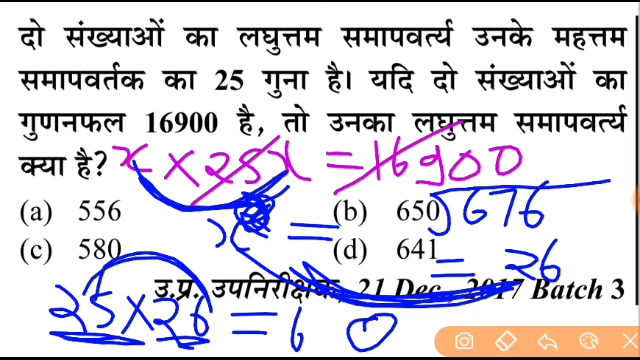 दो संख्याओं का लघुत्तम समापवर्त्य उनके महत्तम
समापवर्तक का 25 गुना है। यदि दो संख्याओं का
गुणनफल 16900 है, तो उनका लघुत्तम समापवर्त्य
क्या है? x × 25x = 16900
(a) 556 (b) 650 √676
(c) 580 (d) 641 = 26
x =
उ.प्र. उपनिरीक्षक, 21 Dec., 2017 Batch 3
25 × 26 = 6